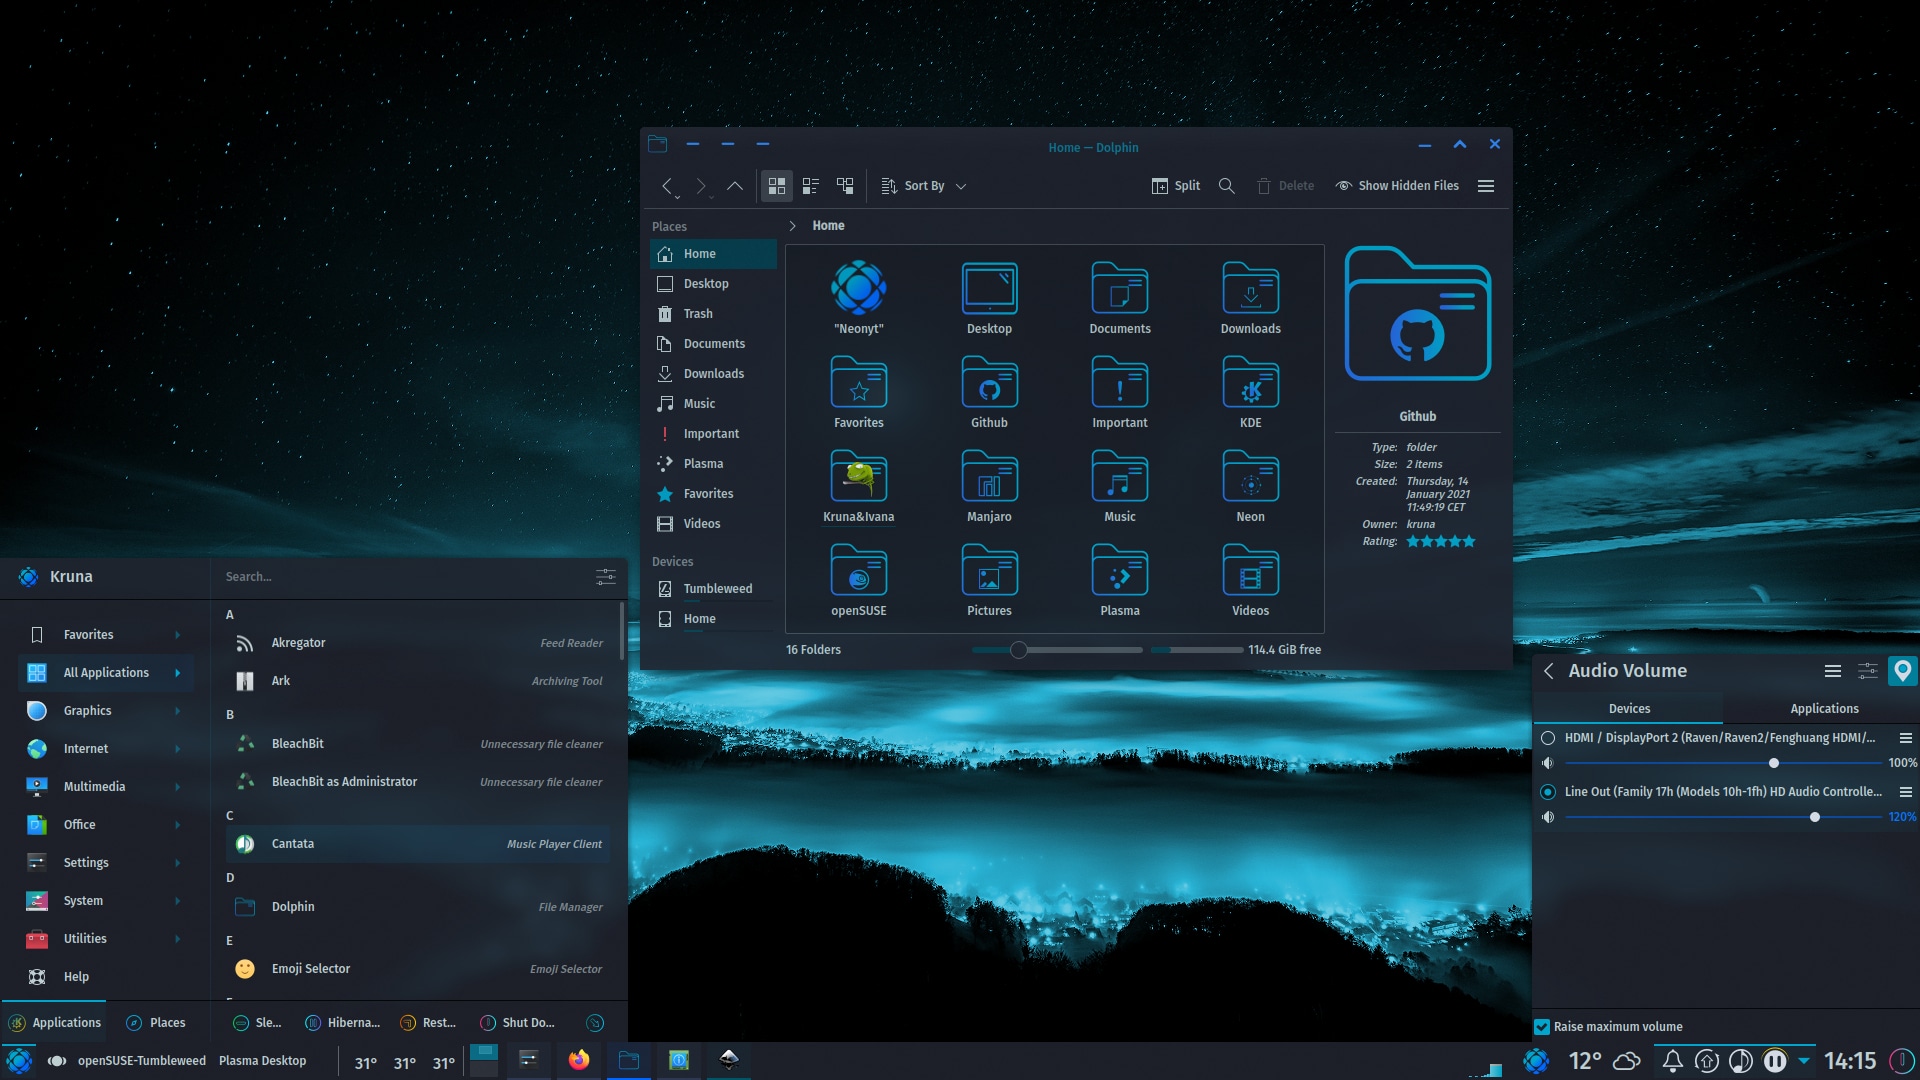 Home — Dolphin
Sort By
Split
Delete
Show Hidden Files
Places
Home
Desktop
Trash
Documents
Downloads
Music
Important
Plasma
Favorites
Videos
Devices
Tumbleweed
Home
Home
"Neonyt"
Desktop
Documents
Downloads
Favorites
Github
Important
KDE
Kruna&Ivana
Manjaro
Music
Neon
openSUSE
Pictures
Plasma
Videos
16 Folders
114.4 GiB free
Github
Type: folder
Size: 2 items
Created: Thursday, 14
January 2021
11:49:19 CET
Owner: kruna
Rating:
Kruna
Search...
Favorites
All Applications
Graphics
Internet
Multimedia
Office
Settings
System
Utilities
Help
A
Akregator Feed Reader
Ark Archiving Tool
B
BleachBit Unnecessary file cleaner
BleachBit as Administrator Unnecessary file cleaner
C
Cantata Music Player Client
D
Dolphin File Manager
E
Emoji Selector Emoji Selector
Applications
Places
Sle...
Hiberna...
Rest...
Shut Do...
Audio Volume
Devices
Applications
HDMI / DisplayPort 2 (Raven/Raven2/Fenghuang HDMI/...
100%
Line Out (Family 17h (Models 10h-1fh) HD Audio Controlle...
120%
Raise maximum volume
openSUSE-Tumbleweed
Plasma Desktop
31° 31° 31°
12°
14:15